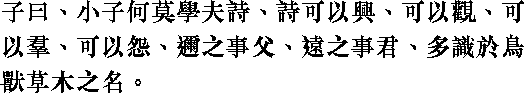 子曰、小子何莫學夫詩、詩可以興、可以觀、可
以羣、可以怨、邇之事父、遠之事君、多識於鳥
獸草木之名。